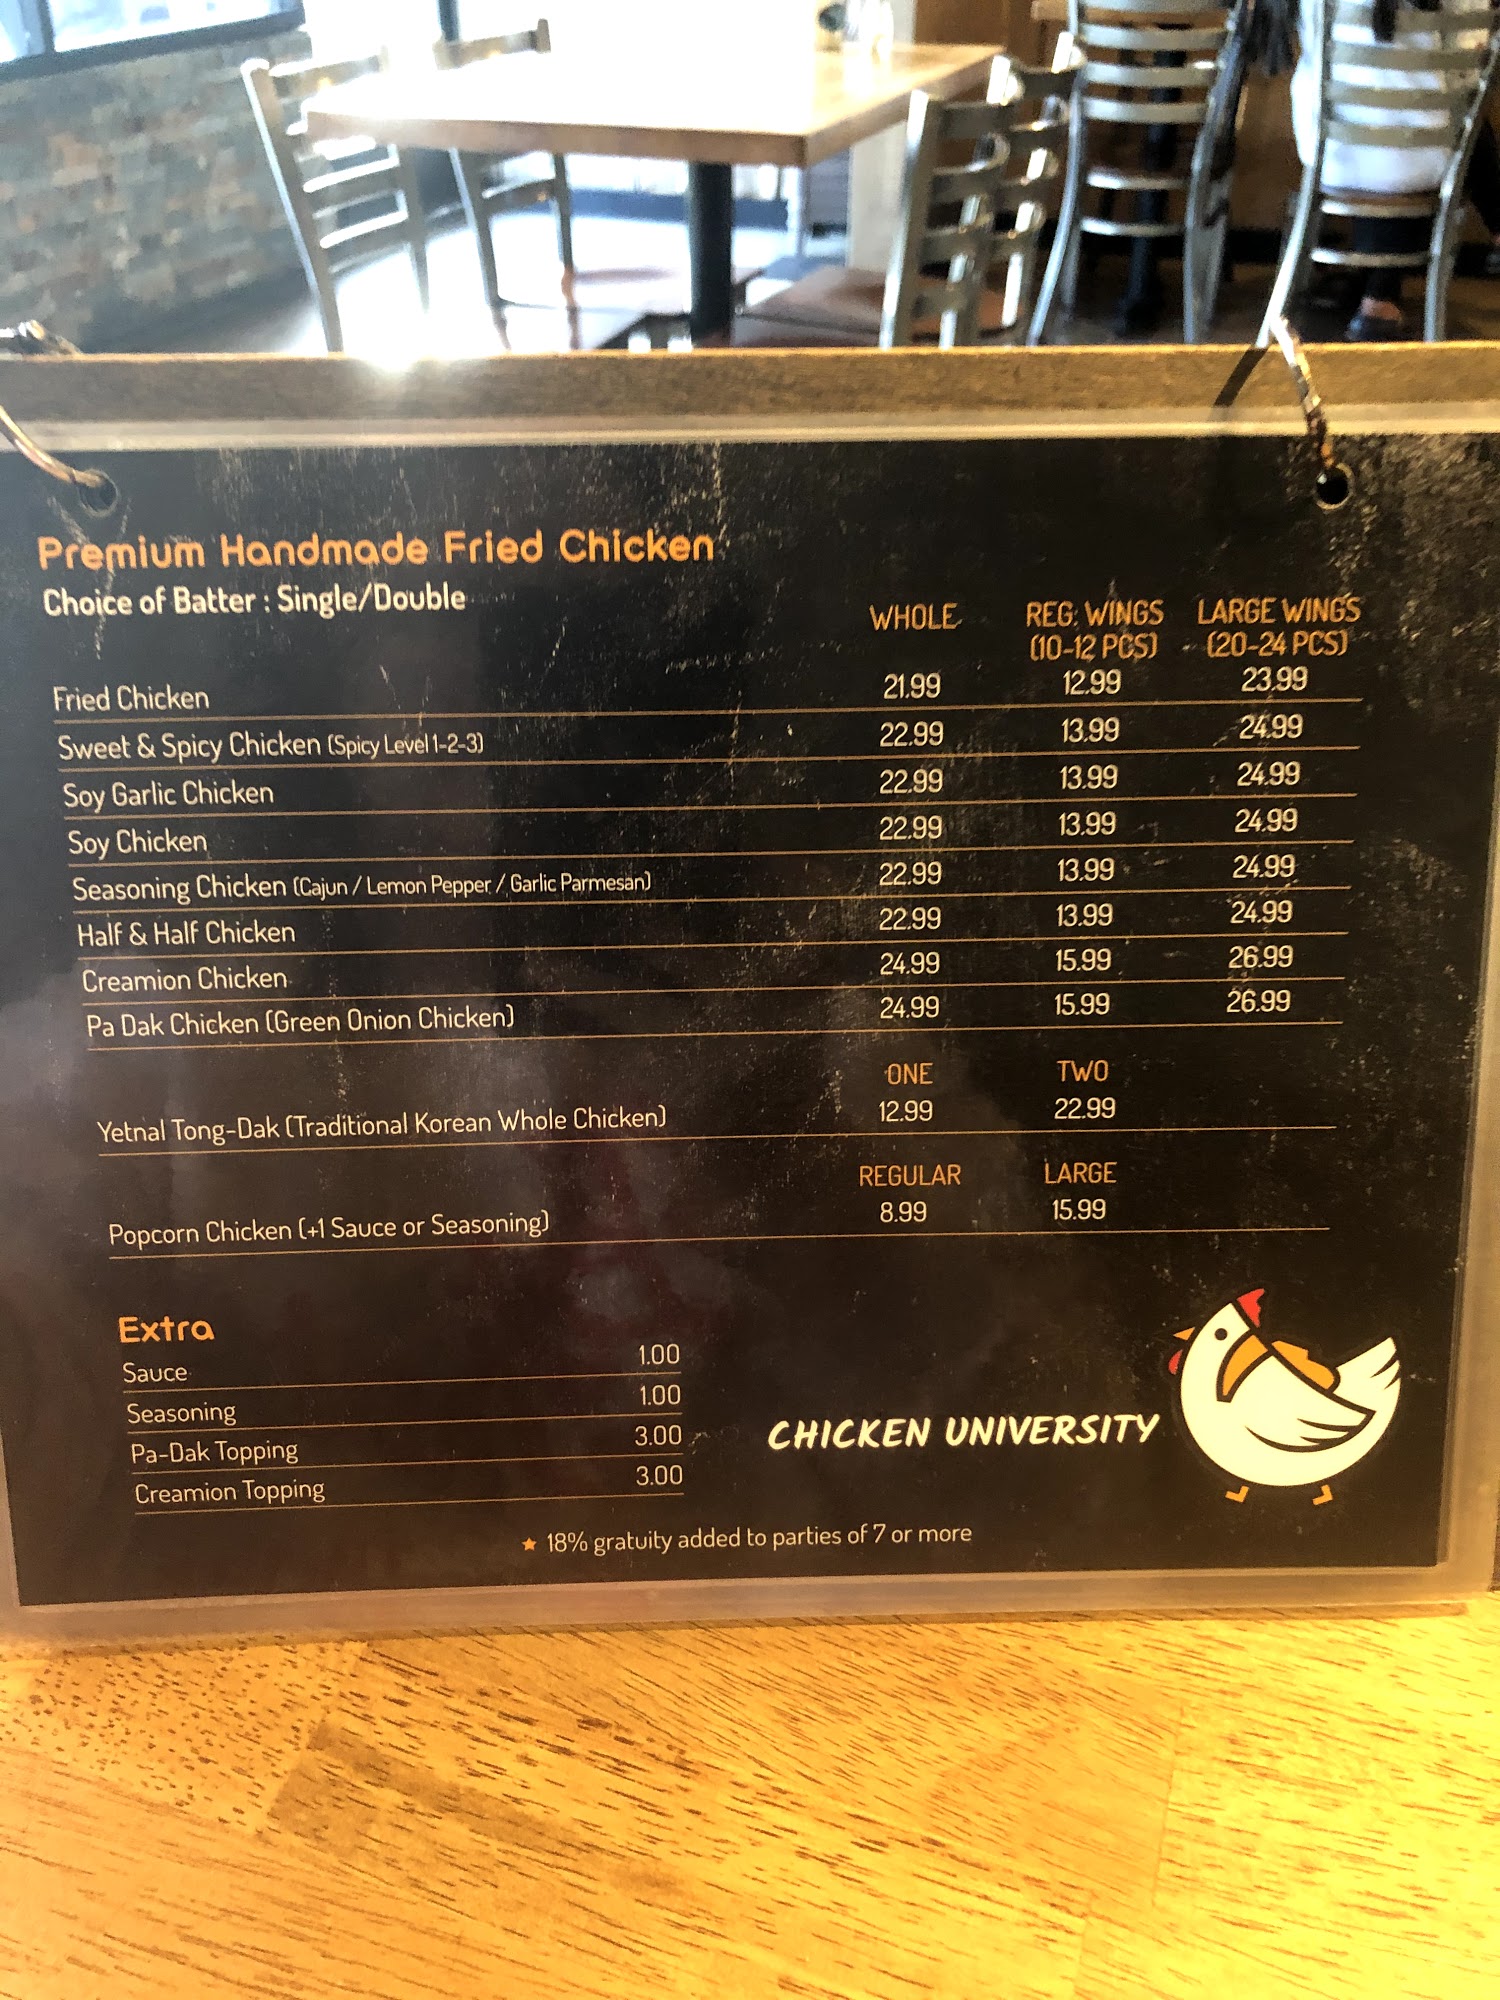 Premium Handmade Fried Chicken
Choice of Batter : Single/Double
WHOLE REG. WINGS (10-12 PCS) LARGE WINGS (20-24 PCS)
Fried Chicken 21.99 12.99 23.99
Sweet & Spicy Chicken (Spicy Level 1-2-3) 22.99 13.99 24.99
Soy Garlic Chicken 22.99 13.99 24.99
Soy Chicken 22.99 13.99 24.99
Seasoning Chicken (Cajun / Lemon Pepper / Garlic Parmesan) 22.99 13.99 24.99
Half & Half Chicken 22.99 13.99 24.99
Creamion Chicken 24.99 15.99 26.99
Pa Dak Chicken (Green Onion Chicken) 24.99 15.99 26.99
ONE TWO
Yetnal Tong-Dak (Traditional Korean Whole Chicken) 12.99 22.99
REGULAR LARGE
Popcorn Chicken (+1 Sauce or Seasoning) 8.99 15.99
Extra
Sauce 1.00
Seasoning 1.00
Pa-Dak Topping 3.00
Creamion Topping 3.00
CHICKEN UNIVERSITY
★ 18% gratuity added to parties of 7 or more